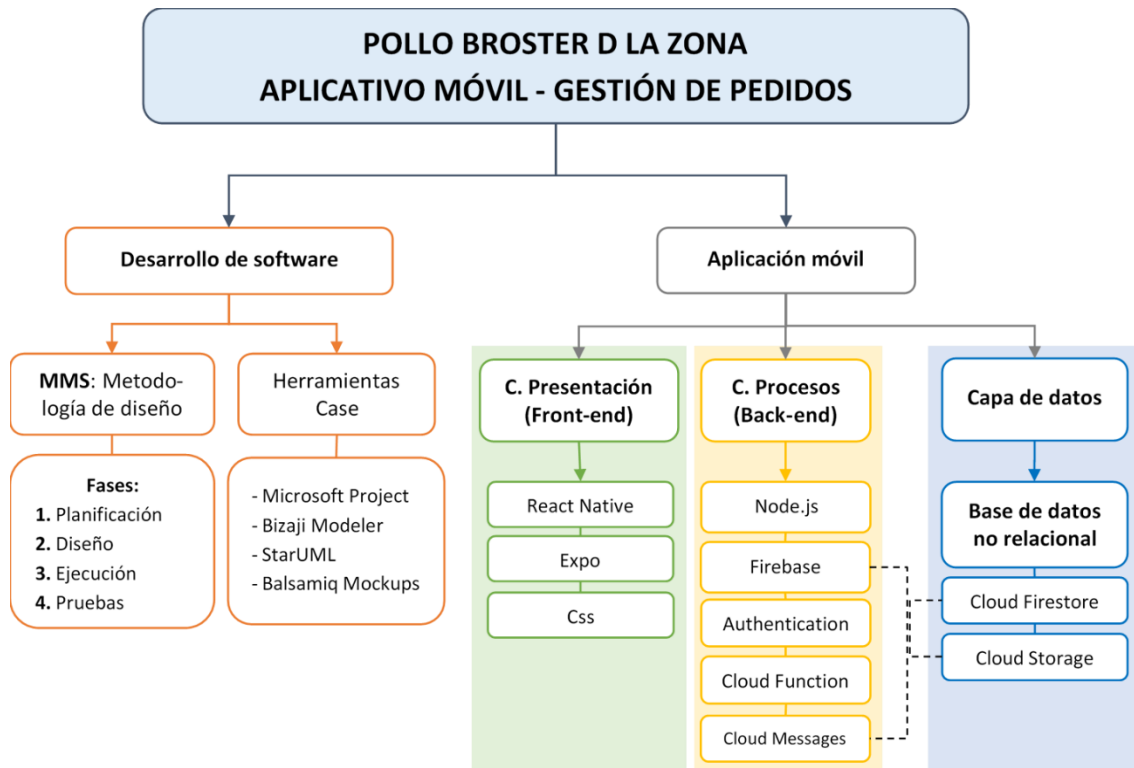 POLLO BROSTER D LA ZONA
APLICATIVO MÓVIL - GESTIÓN DE PEDIDOS
Desarrollo de software
Aplicación móvil
MMS: Metodo-
logía de diseño
Herramientas
Case
Fases:
1. Planificación
2. Diseño
3. Ejecución
4. Pruebas
- Microsoft Project
- Bizaji Modeler
- StarUML
- Balsamiq Mockups
C. Presentación
(Front-end)
React Native
Expo
Css
C. Procesos
(Back-end)
Node.js
Firebase
Authentication
Cloud Function
Cloud Messages
Capa de datos
Base de datos
no relacional
Cloud Firestore
Cloud Storage